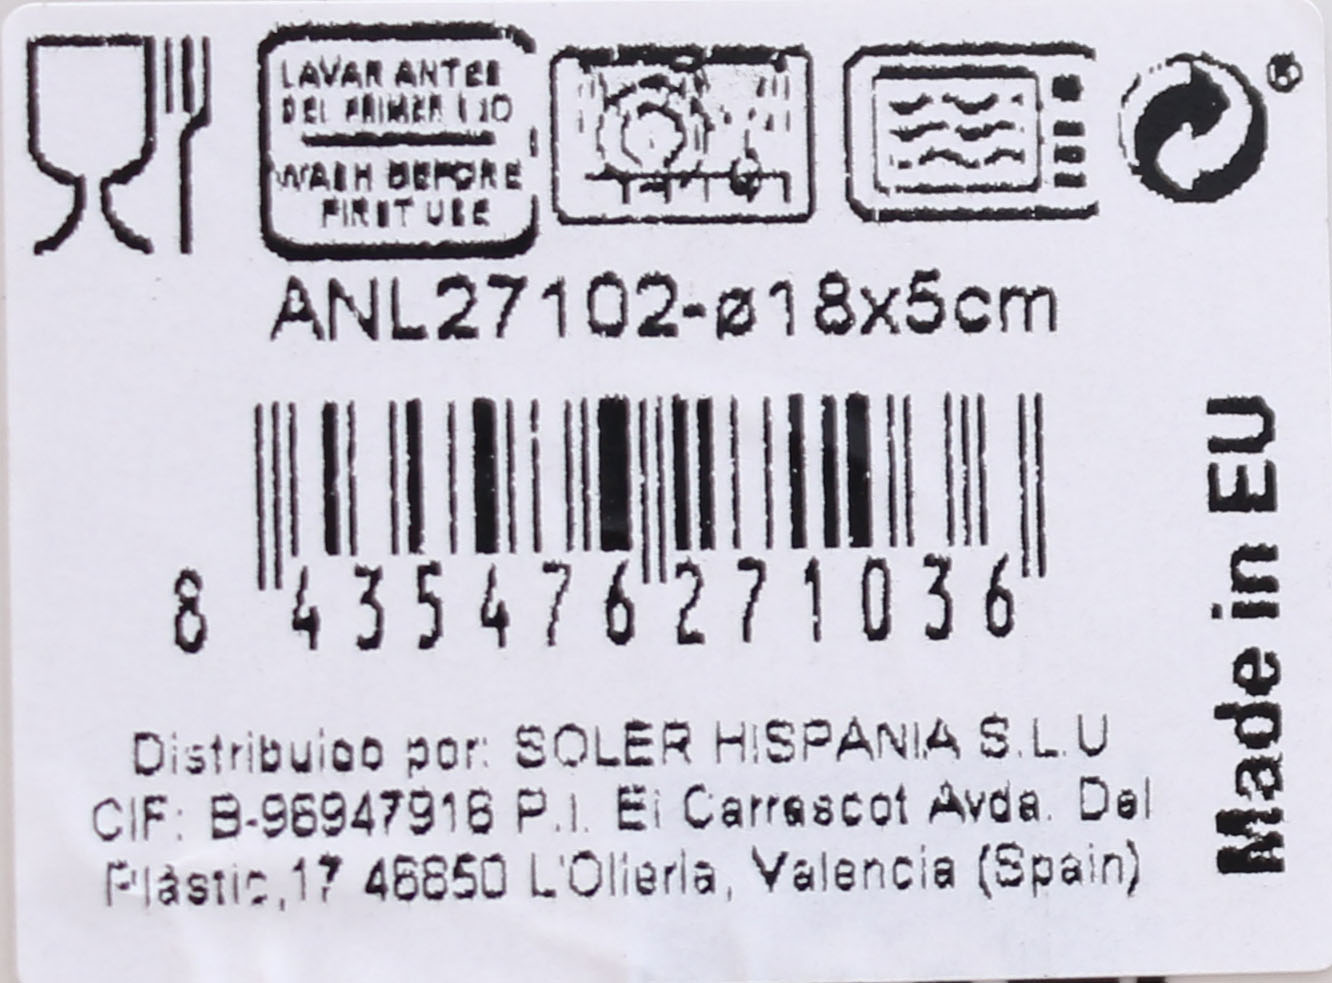 LAVAR ANTES
DEL PRIMER USO
WASH BEFORE
FIRST USE
®
ANL27102-ø18x5cm
8 435476 271036
Distribuido por: SOLER HISPANIA S.L.U
CIF: B-96947916 P.I. El Carrascot Avda. Del
Plàstic,17 46850 L'Olleria, Valencia (Spain)
Made in EU